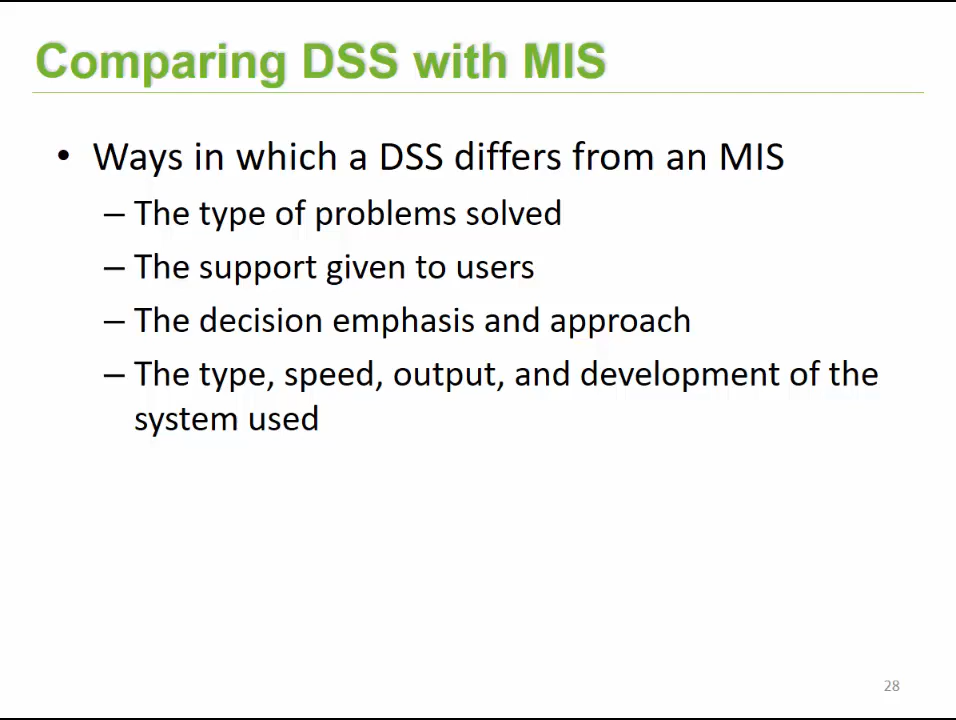 Comparing DSS with MIS
• Ways in which a DSS differs from an MIS
– The type of problems solved
– The support given to users
– The decision emphasis and approach
– The type, speed, output, and development of the
system used
28